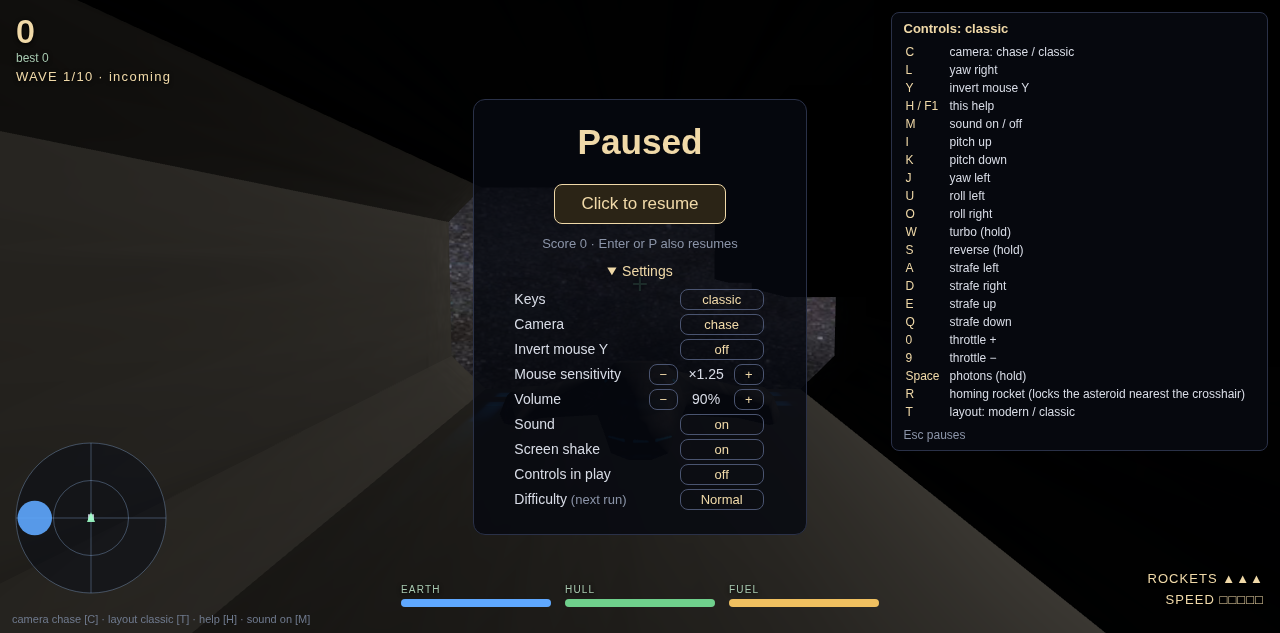 0
best 0
WAVE 1/10 · incoming
Paused
Click to resume
Score 0 · Enter or P also resumes
▼ Settings
Keys classic
Camera chase
Invert mouse Y off
Mouse sensitivity − ×1.25 +
Volume − 90% +
Sound on
Screen shake on
Controls in play off
Difficulty (next run) Normal
Controls: classic
C camera: chase / classic
L yaw right
Y invert mouse Y
H / F1 this help
M sound on / off
I pitch up
K pitch down
J yaw left
U roll left
O roll right
W turbo (hold)
S reverse (hold)
A strafe left
D strafe right
E strafe up
Q strafe down
0 throttle +
9 throttle −
Space photons (hold)
R homing rocket (locks the asteroid nearest the crosshair)
T layout: modern / classic
Esc pauses
EARTH HULL FUEL
ROCKETS ▲▲▲
SPEED □□□□□
camera chase [C] · layout classic [T] · help [H] · sound on [M]